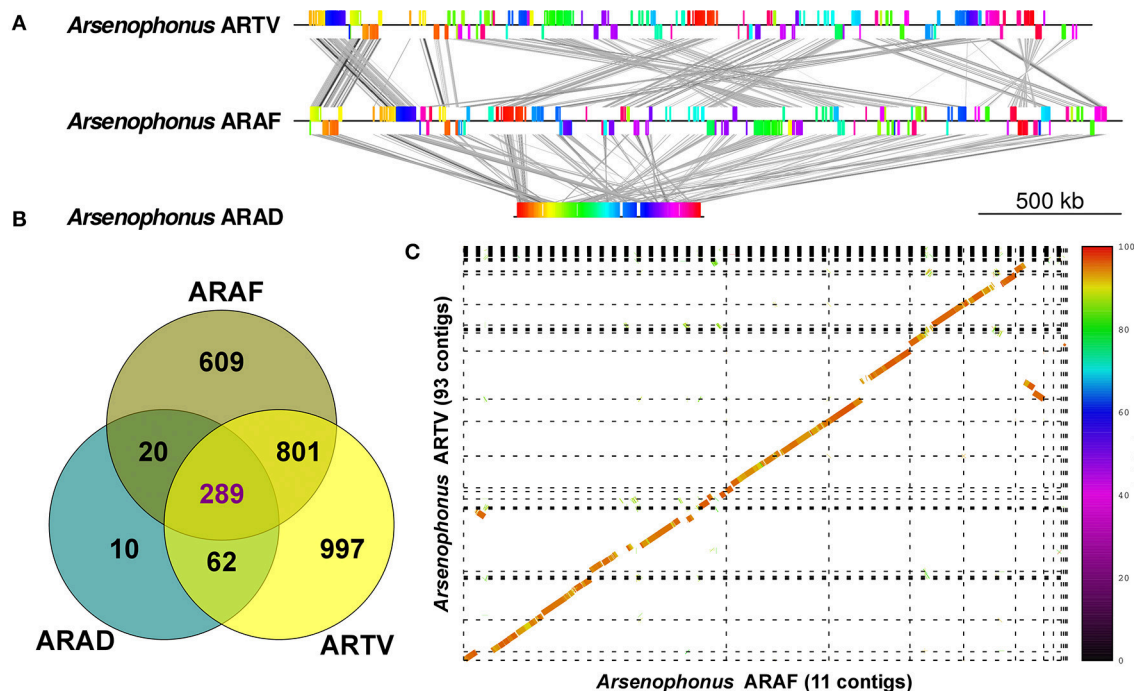 A
Arsenophonus ARTV
Arsenophonus ARAF
Arsenophonus ARAD
500 kb
B
ARAF
609
20
801
289
10
62
997
ARAD
ARTV
C
Arsenophonus ARTV (93 contigs)
Arsenophonus ARAF (11 contigs)
100
80
60
40
20
0